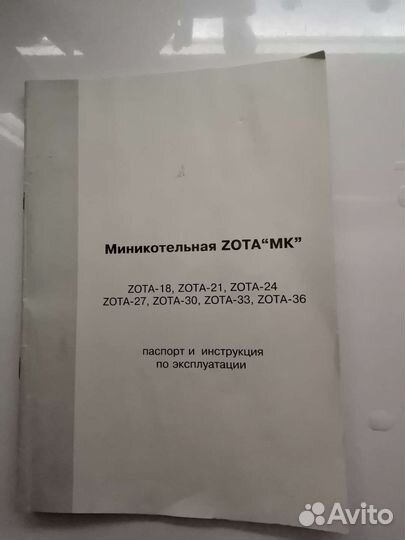 Миникотельная ZOTA“МК”
ZOTA-18, ZOTA-21, ZOTA-24
ZOTA-27, ZOTA-30, ZOTA-33, ZOTA-36
паспорт и инструкция
по эксплуатации
Avito